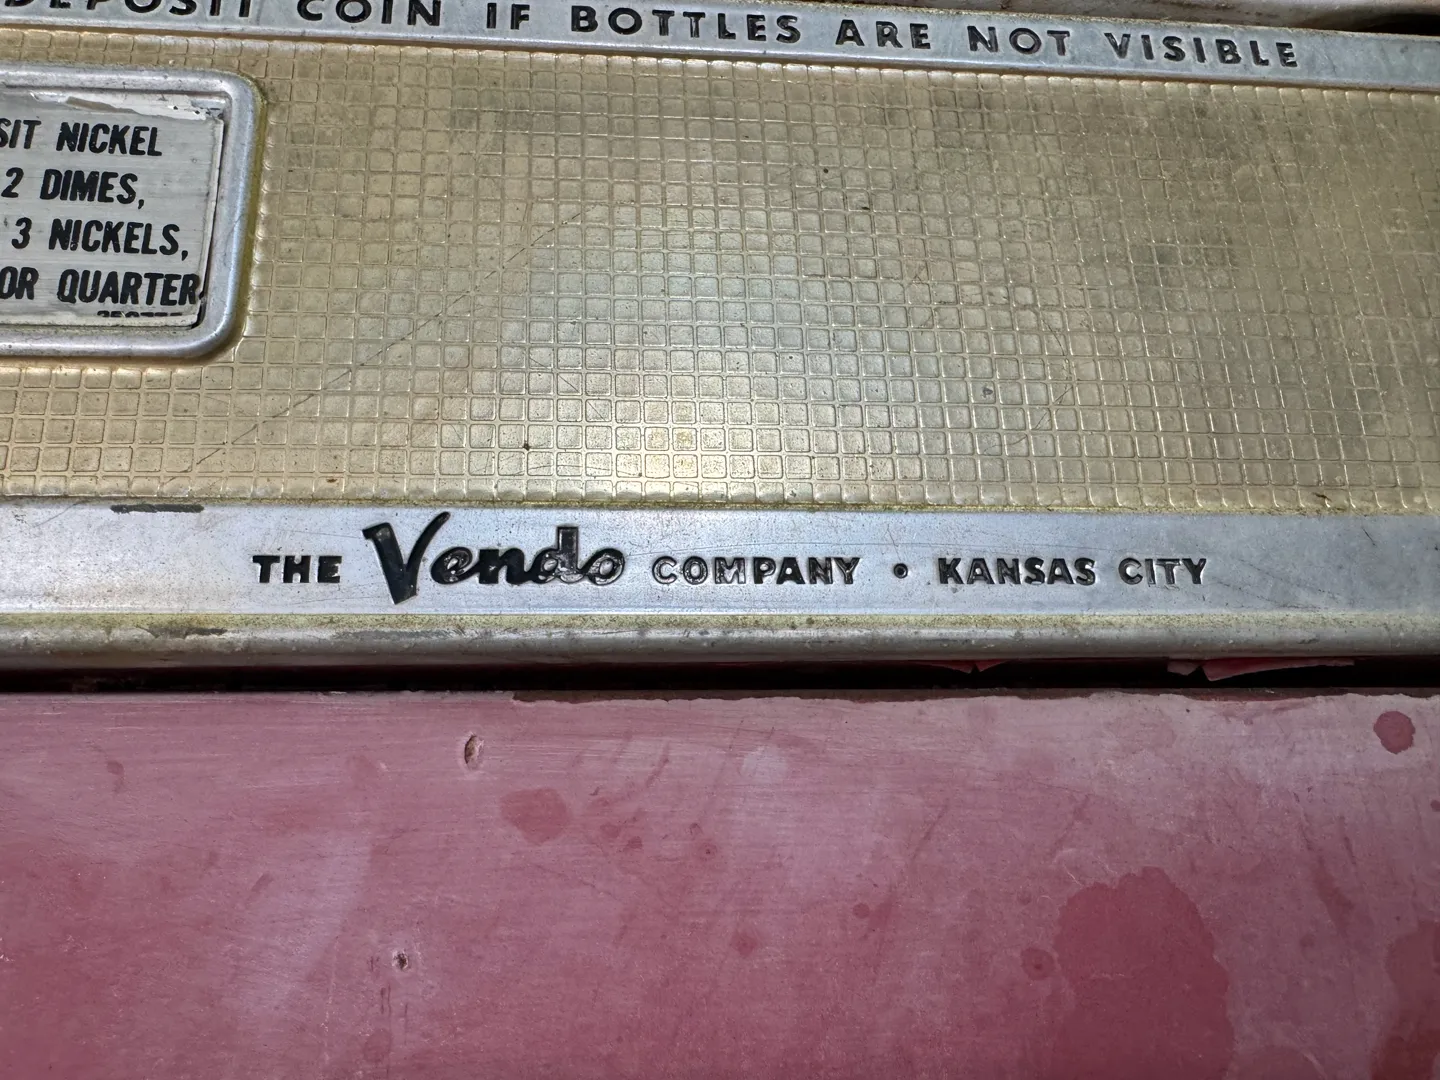 DEPOSIT COIN IF BOTTLES ARE NOT VISIBLE
SIT NICKEL
2 DIMES,
3 NICKELS,
OR QUARTER
THE Vendo COMPANY • KANSAS CITY